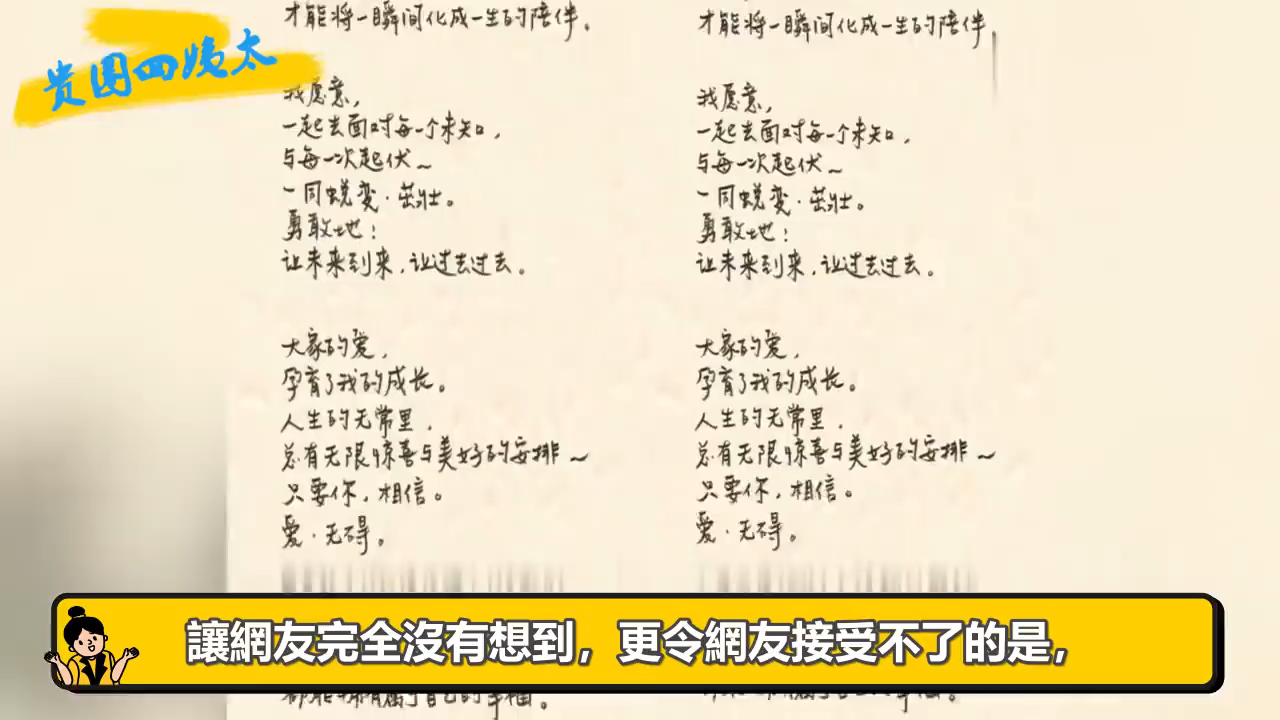 贵圈四姨太
才能将一瞬间化成一生的陪伴。
我愿意，
一起去面对每一个未知，
与每一次起伏~
一同蜕变·茁壮。
勇敢地：
让未来到来，让过去过去。
大家的爱，
孕育了我的成长。
人生的无常里，
总有无限惊喜与美好的安排~
只要你，相信。
爱·无碍。
才能将一瞬间化成一生的陪伴，
我愿意，
一起去面对每一个未知，
与每一次起伏~
一同蜕变·茁壮。
勇敢地：
让未来到来，让过去过去。
大家的爱，
孕育了我的成长。
人生的无常里，
总有无限惊喜与美好的安排~
只要你，相信。
爱·无碍。
讓網友完全沒有想到，更令網友接受不了的是，